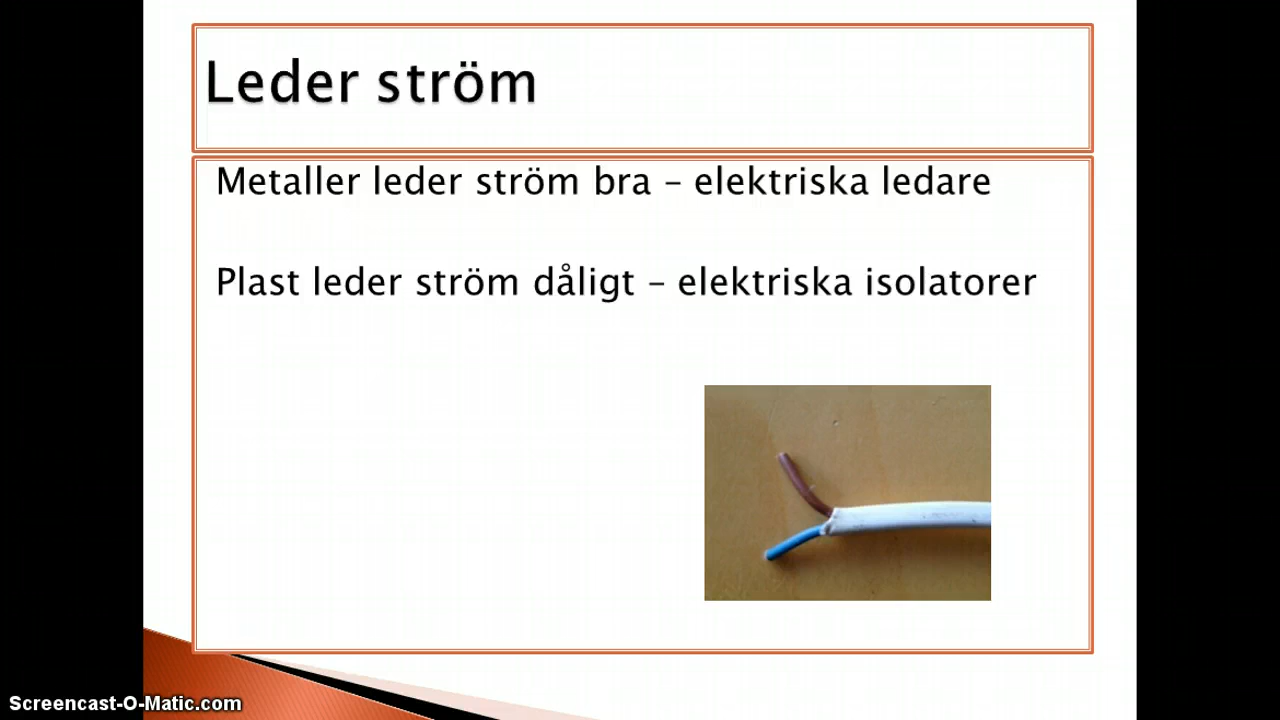 Leder ström
Metaller leder ström bra – elektriska ledare
Plast leder ström dåligt – elektriska isolatorer
Screencast-O-Matic.com